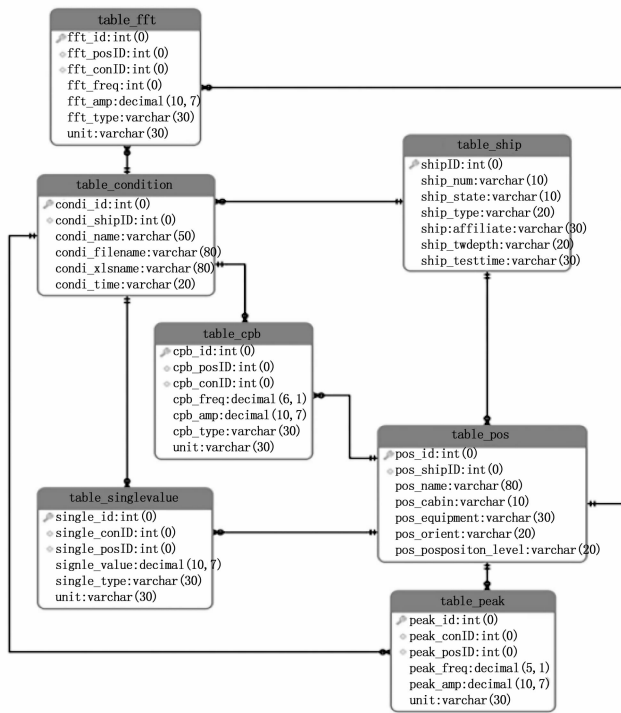 table_fft
fft_id:int(0)
fft_posID:int(0)
fft_conID:int(0)
fft_freq:int(0)
fft_amp:decimal(10,7)
fft_type:varchar(30)
unit:varchar(30)
table_ship
shipID:int(0)
ship_num:varchar(10)
ship_state:varchar(10)
ship_type:varchar(20)
ship:affiliate:varchar(30)
ship_twdepth:varchar(20)
ship_testtime:varchar(30)
table_condition
condi_id:int(0)
condi_shipID:int(0)
condi_name:varchar(50)
condi_filename:varchar(80)
condi_xlsname:varchar(80)
condi_time:varchar(20)
table_cpb
cpb_id:int(0)
cpb_posID:int(0)
cpb_conID:int(0)
cpb_freq:decimal(6,1)
cpb_amp:decimal(10,7)
cpb_type:varchar(30)
unit:varchar(30)
table_pos
pos_id:int(0)
pos_shipID:int(0)
pos_name:varchar(80)
pos_cabin:varchar(10)
pos_equipment:varchar(30)
pos_orient:varchar(20)
pos_pospositon_level:varchar(20)
table_singlevalue
single_id:int(0)
single_conID:int(0)
single_posID:int(0)
signle_value:decimal(10,7)
single_type:varchar(30)
unit:varchar(30)
table_peak
peak_id:int(0)
peak_conID:int(0)
peak_posID:int(0)
peak_freq:decimal(5,1)
peak_amp:decimal(10,7)
unit:varchar(30)